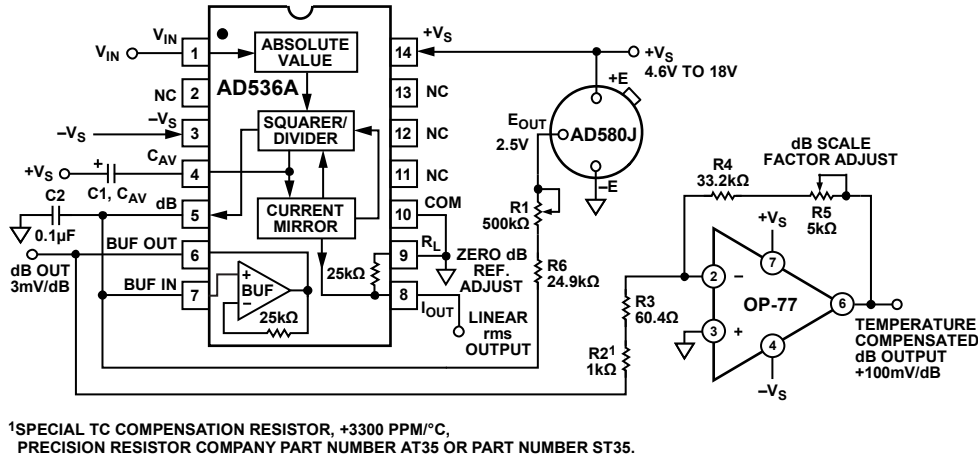 V_IN
V_IN
1
ABSOLUTE
VALUE
AD536A
NC
2
–V_S
–V_S
3
SQUARER/
DIVIDER
+V_S
+
C1, C_AV
C_AV
4
C2
0.1µF
dB
5
CURRENT
MIRROR
BUF OUT
6
dB OUT
3mV/dB
BUF IN
7
+
BUF
–
25kΩ
25kΩ
14
+V_S
13
NC
12
NC
11
NC
10
COM
9
R_L
8
I_OUT
LINEAR
rms
OUTPUT
ZERO dB
REF.
ADJUST
+V_S
4.6V TO 18V
+E
E_OUT
2.5V
AD580J
–E
R1
500kΩ
R6
24.9kΩ
R3
60.4Ω
R2¹
1kΩ
dB SCALE
FACTOR ADJUST
R4
33.2kΩ
R5
5kΩ
+V_S
7
2
–
OP-77
6
3
+
4
–V_S
TEMPERATURE
COMPENSATED
dB OUTPUT
+100mV/dB
¹SPECIAL TC COMPENSATION RESISTOR, +3300 PPM/°C,
PRECISION RESISTOR COMPANY PART NUMBER AT35 OR PART NUMBER ST35.